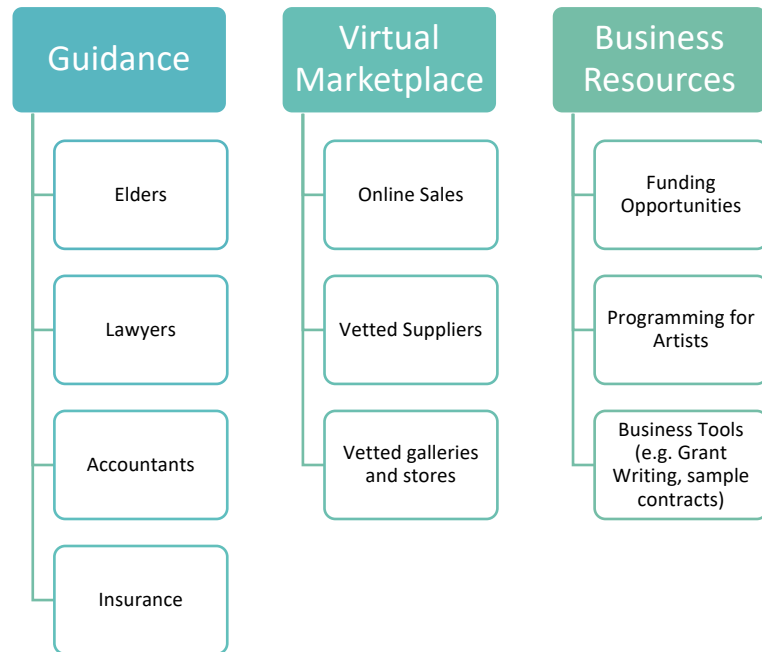 Guidance
Elders
Lawyers
Accountants
Insurance
Virtual
Marketplace
Online Sales
Vetted Suppliers
Vetted galleries
and stores
Business
Resources
Funding
Opportunities
Programming for
Artists
Business Tools
(e.g. Grant
Writing, sample
contracts)